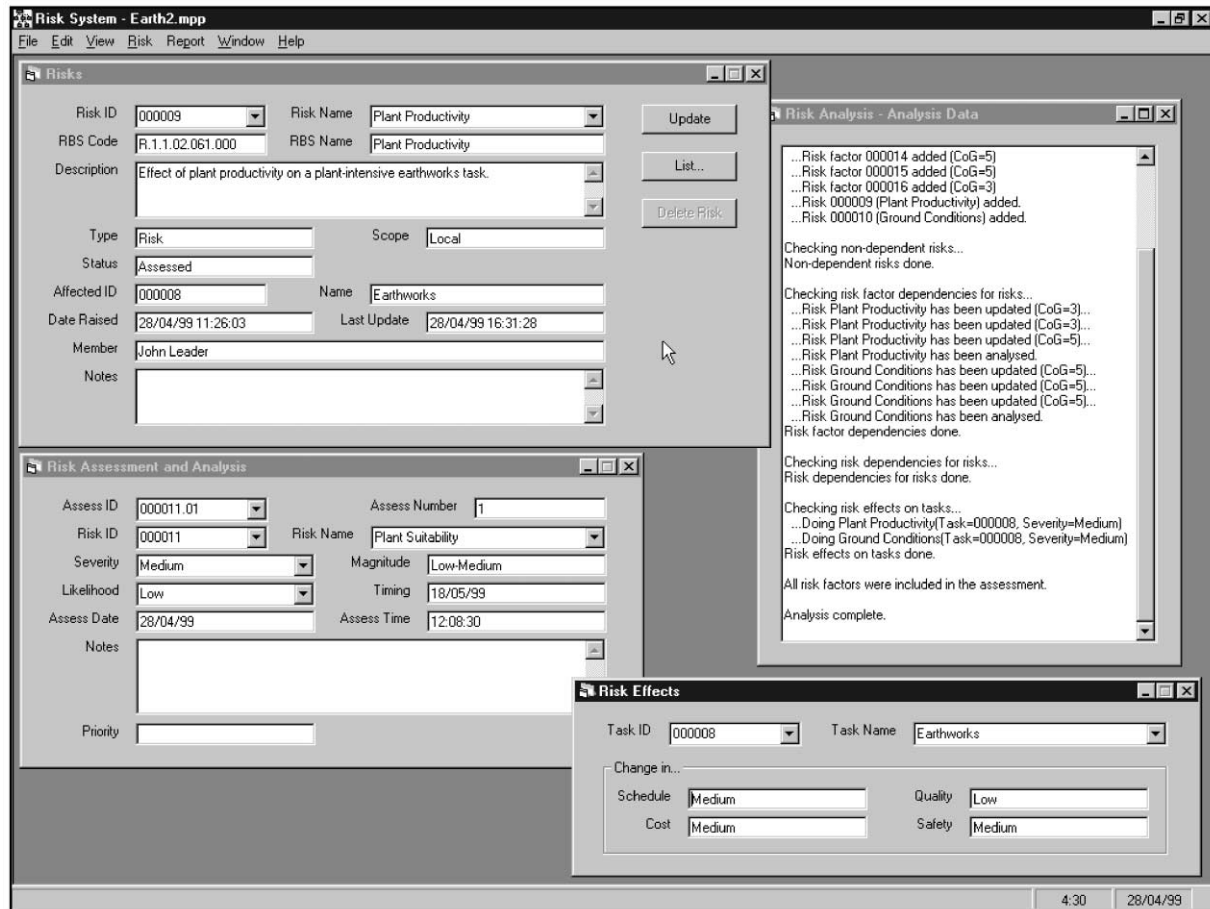 Risk System - Earth2.mpp
File Edit View Risk Report Window Help
Risks
Risk ID 000009 Risk Name Plant Productivity Update
RBS Code R.1.1.02.061.000 RBS Name Plant Productivity
List...
Description Effect of plant productivity on a plant-intensive earthworks task.
Delete Risk
Type Risk Scope Local
Status Assessed
Affected ID 000008 Name Earthworks
Date Raised 28/04/99 11:26:03 Last Update 28/04/99 16:31:28
Member John Leader
Notes
Risk Analysis - Analysis Data
...Risk factor 000014 added (CoG=5)
...Risk factor 000015 added (CoG=5)
...Risk factor 000016 added (CoG=3)
...Risk 000009 (Plant Productivity) added.
...Risk 000010 (Ground Conditions) added.
Checking non-dependent risks...
Non-dependent risks done.
Checking risk factor dependencies for risks...
...Risk Plant Productivity has been updated (CoG=3)...
...Risk Plant Productivity has been updated (CoG=3)...
...Risk Plant Productivity has been updated (CoG=5)...
...Risk Plant Productivity has been analysed.
...Risk Ground Conditions has been updated (CoG=5)...
...Risk Ground Conditions has been updated (CoG=5)...
...Risk Ground Conditions has been updated (CoG=5)...
...Risk Ground Conditions has been analysed.
Risk factor dependencies done.
Checking risk dependencies for risks...
Risk dependencies for risks done.
Checking risk effects on tasks...
...Doing Plant Productivity(Task=000008, Severity=Medium)
...Doing Ground Conditions(Task=000008, Severity=Medium)
Risk effects on tasks done.
All risk factors were included in the assessment.
Analysis complete.
Risk Assessment and Analysis
Assess ID 000011.01 Assess Number 1
Risk ID 000011 Risk Name Plant Suitability
Severity Medium Magnitude Low-Medium
Likelihood Low Timing 18/05/99
Assess Date 28/04/99 Assess Time 12:08:30
Notes
Priority
Risk Effects
Task ID 000008 Task Name Earthworks
Change in...
Schedule Medium Quality Low
Cost Medium Safety Medium
4:30 28/04/99